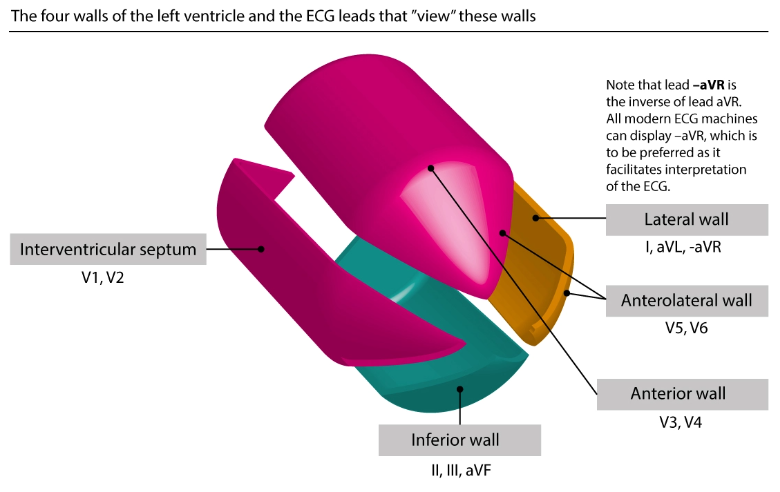 The four walls of the left ventricle and the ECG leads that ”view” these walls
Note that lead –aVR is
the inverse of lead aVR.
All modern ECG machines
can display –aVR, which is
to be preferred as it
facilitates interpretation
of the ECG.
Lateral wall
I, aVL, -aVR
Interventricular septum
V1, V2
Anterolateral wall
V5, V6
Anterior wall
V3, V4
Inferior wall
II, III, aVF